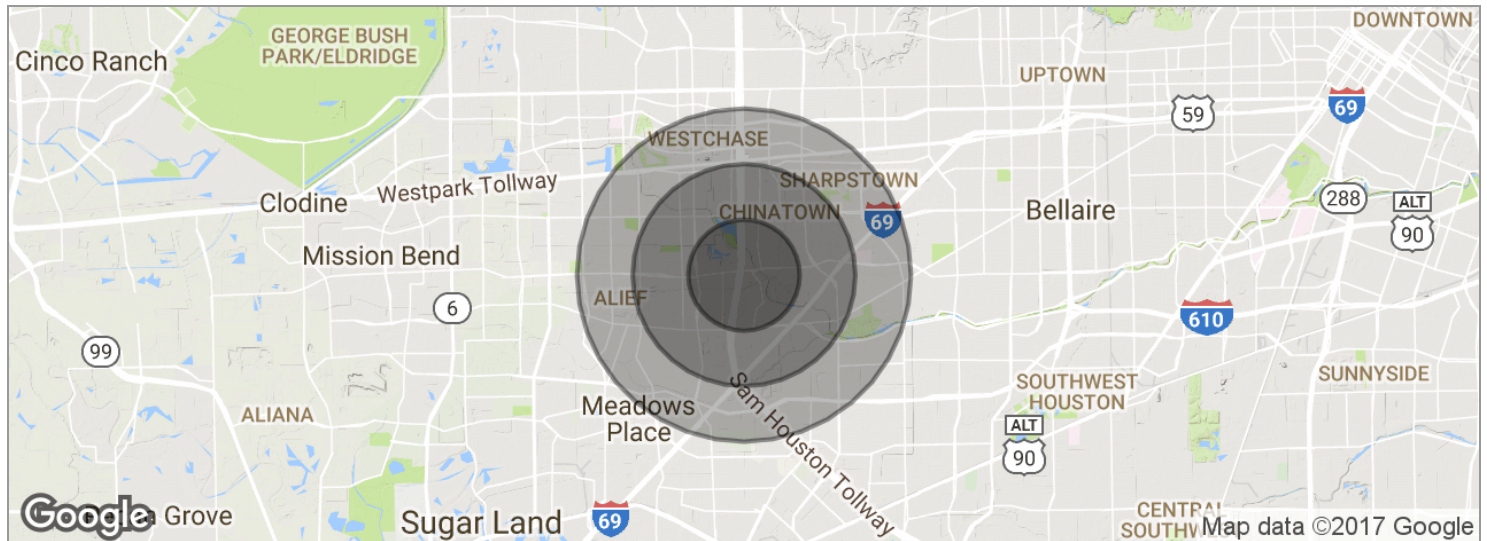 DOWNTOWN
GEORGE BUSH
PARK/ELDRIDGE
Cinco Ranch
UPTOWN
69
59
WESTCHASE
SHARPSTOWN
Westpark Tollway
288
ALT
90
Clodine
CHINATOWN
69
Bellaire
Mission Bend
ALIEF
6
610
99
SOUTHWEST
HOUSTON
SUNNYSIDE
ALIANA
Meadows
Place
Sam Houston Tollway
ALT
90
Google
Grove
Sugar Land
69
CENTRAL
Map data ©2017 Google